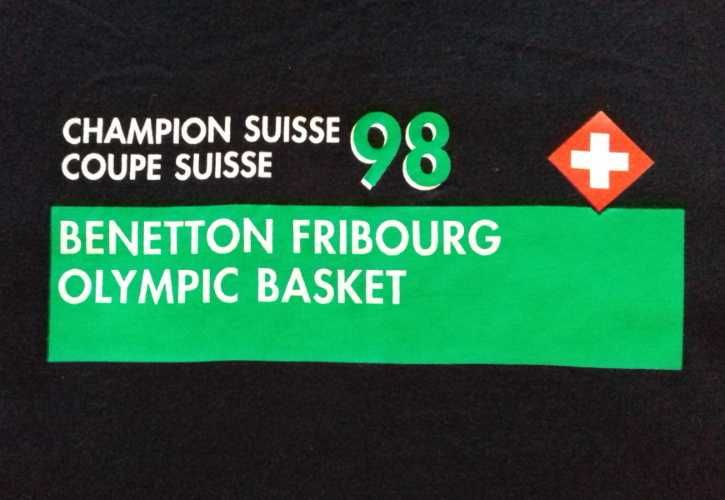 CHAMPION SUISSE 98
COUPE SUISSE
BENETTON FRIBOURG
OLYMPIC BASKET